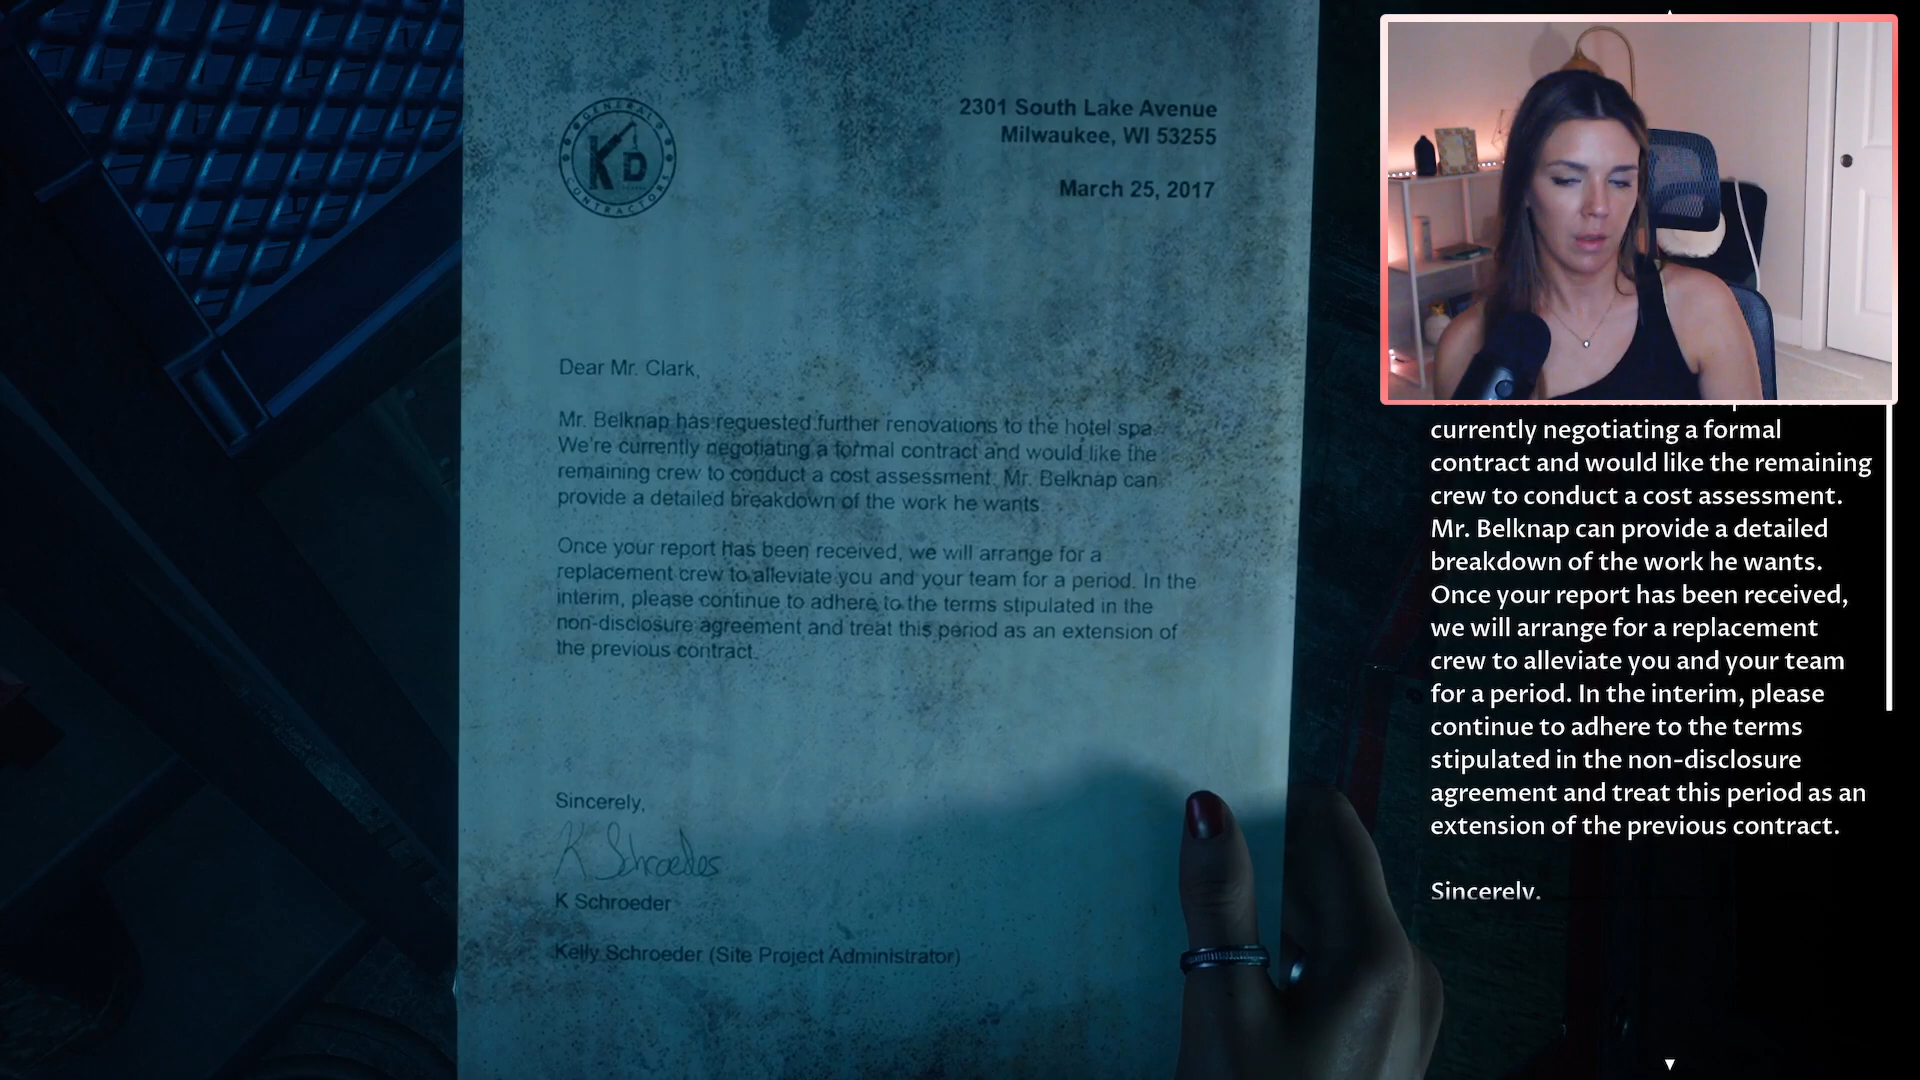 GENERAL
KD
CONTRACTORS
2301 South Lake Avenue
Milwaukee, WI 53255
March 25, 2017
Dear Mr. Clark,
Mr. Belknap has requested further renovations to the hotel spa.
We're currently negotiating a formal contract and would like the
remaining crew to conduct a cost assessment. Mr. Belknap can
provide a detailed breakdown of the work he wants.
Once your report has been received, we will arrange for a
replacement crew to alleviate you and your team for a period. In the
interim, please continue to adhere to the terms stipulated in the
non-disclosure agreement and treat this period as an extension of
the previous contract.
Sincerely,
K Schroeder
K Schroeder
Kelly Schroeder (Site Project Administrator)
currently negotiating a formal
contract and would like the remaining
crew to conduct a cost assessment.
Mr. Belknap can provide a detailed
breakdown of the work he wants.
Once your report has been received,
we will arrange for a replacement
crew to alleviate you and your team
for a period. In the interim, please
continue to adhere to the terms
stipulated in the non-disclosure
agreement and treat this period as an
extension of the previous contract.
Sincerely,